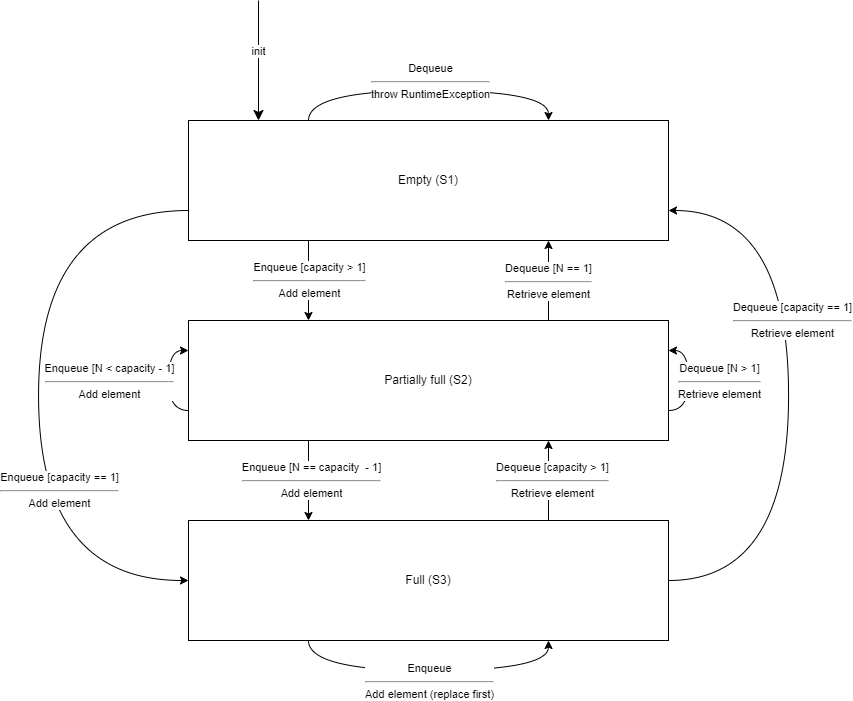 init
Dequeue
throw RuntimeException
Empty (S1)
Enqueue [capacity > 1]
Add element
Dequeue [N == 1]
Retrieve element
Dequeue [capacity == 1]
Retrieve element
Enqueue [N < capacity - 1]
Add element
Partially full (S2)
Dequeue [N > 1]
Retrieve element
Enqueue [capacity == 1]
Add element
Enqueue [N == capacity  - 1]
Add element
Dequeue [capacity > 1]
Retrieve element
Full (S3)
Enqueue
Add element (replace first)